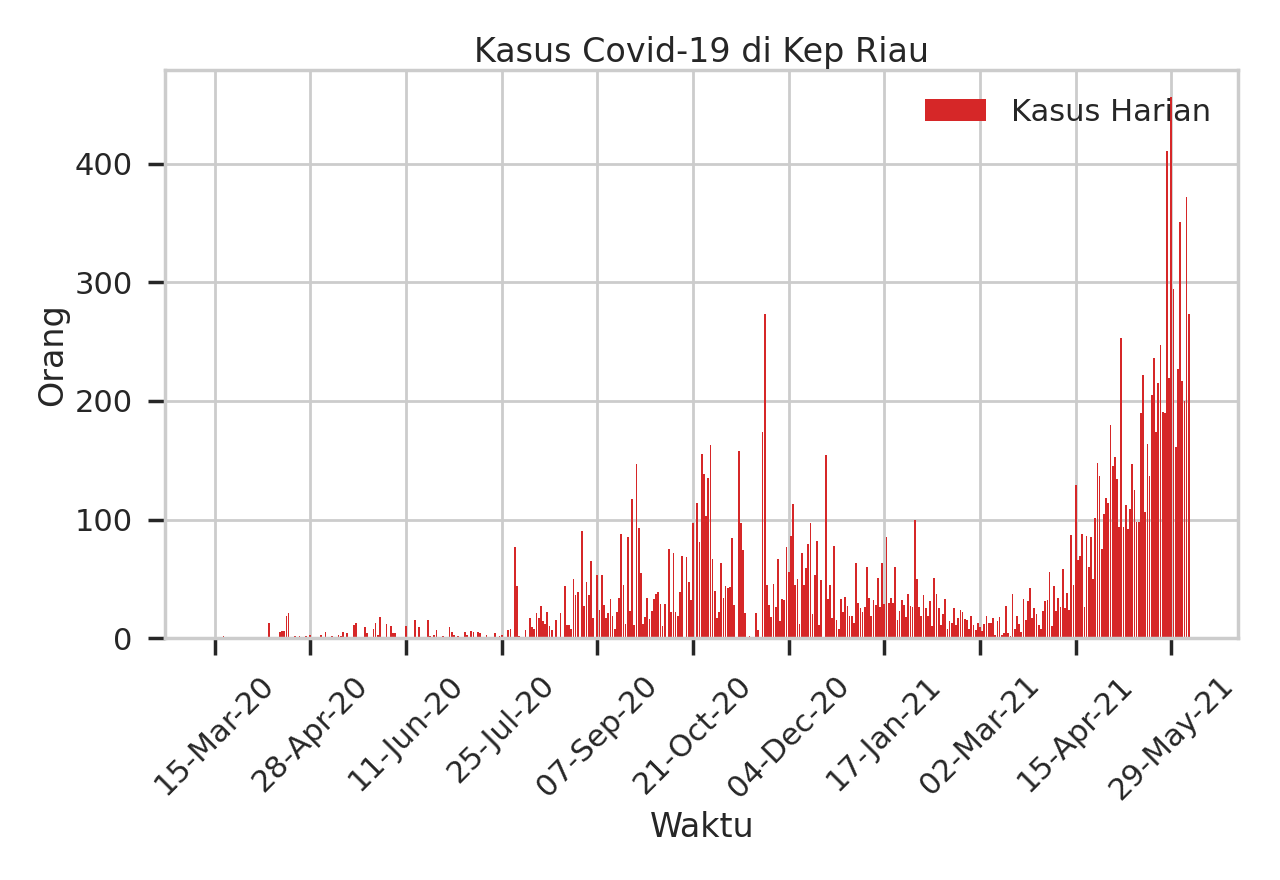 Kasus Covid-19 di Kep Riau
Kasus Harian
400
300
200
100
0
Orang
15-Mar-20
28-Apr-20
11-Jun-20
25-Jul-20
07-Sep-20
21-Oct-20
04-Dec-20
17-Jan-21
02-Mar-21
15-Apr-21
29-May-21
Waktu